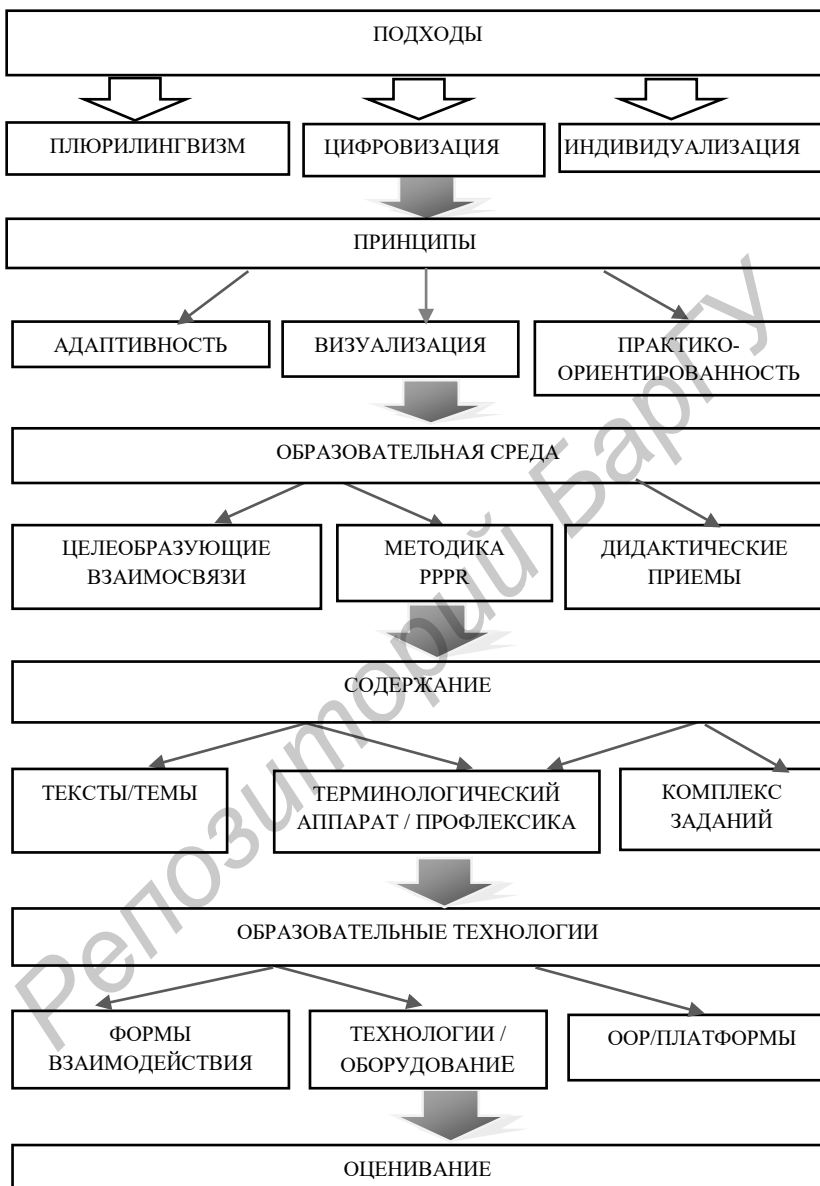 ПОДХОДЫ
ПЛЮРИЛИНГВИЗМ
ЦИФРОВИЗАЦИЯ
ИНДИВИДУАЛИЗАЦИЯ
ПРИНЦИПЫ
АДАПТИВНОСТЬ
ВИЗУАЛИЗАЦИЯ
ПРАКТИКО-
ОРИЕНТИРОВАННОСТЬ
ОБРАЗОВАТЕЛЬНАЯ СРЕДА
ЦЕЛЕОБРАЗУЮЩИЕ
ВЗАИМОСВЯЗИ
МЕТОДИКА
PPPR
ДИДАКТИЧЕСКИЕ
ПРИЕМЫ
СОДЕРЖАНИЕ
ТЕКСТЫ/ТЕМЫ
ТЕРМИНОЛОГИЧЕСКИЙ
АППАРАТ / ПРОФЛЕКСИКА
КОМПЛЕКС
ЗАДАНИЙ
ОБРАЗОВАТЕЛЬНЫЕ ТЕХНОЛОГИИ
ФОРМЫ
ВЗАИМОДЕЙСТВИЯ
ТЕХНОЛОГИИ /
ОБОРУДОВАНИЕ
ООР/ПЛАТФОРМЫ
ОЦЕНИВАНИЕ
Репозиторий БарГУ